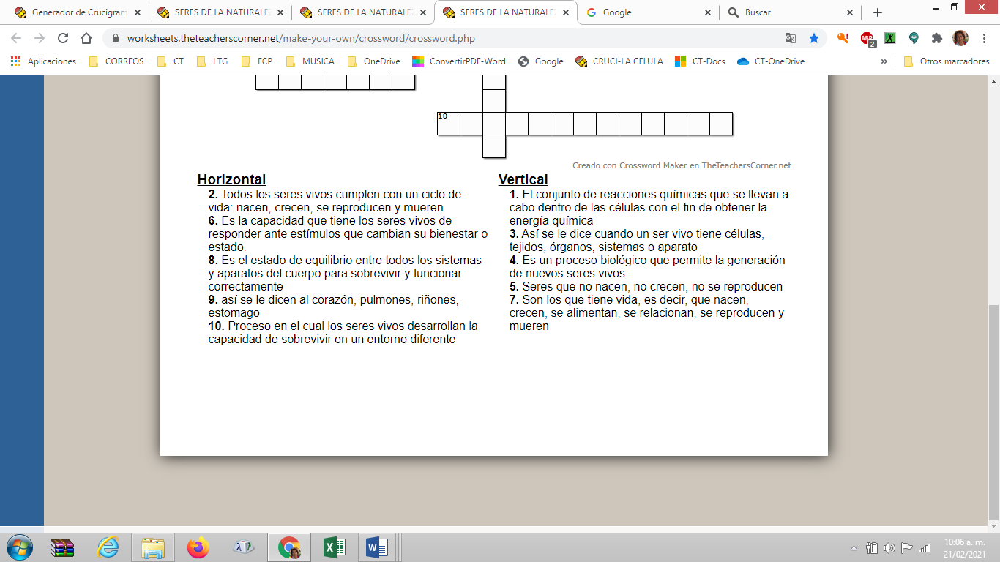 Generador de Crucigram
SERES DE LA NATURALEZ
SERES DE LA NATURALEZ
SERES DE LA NATURALEZ
Google
Buscar
worksheets.theteacherscorner.net/make-your-own/crossword/crossword.php
ABP
2
Aplicaciones
CORREOS
CT
LTG
FCP
MUSICA
OneDrive
ConvertirPDF-Word
Google
CRUCI-LA CELULA
CT-Docs
CT-OneDrive
»
Otros marcadores
10
Creado con Crossword Maker en TheTeachersCorner.net
Horizontal
2. Todos los seres vivos cumplen con un ciclo de
vida: nacen, crecen, se reproducen y mueren
6. Es la capacidad que tiene los seres vivos de
responder ante estímulos que cambian su bienestar o
estado.
8. Es el estado de equilibrio entre todos los sistemas
y aparatos del cuerpo para sobrevivir y funcionar
correctamente
9. así se le dicen al corazón, pulmones, riñones,
estomago
10. Proceso en el cual los seres vivos desarrollan la
capacidad de sobrevivir en un entorno diferente
Vertical
1. El conjunto de reacciones químicas que se llevan a
cabo dentro de las células con el fin de obtener la
energía química
3. Así se le dice cuando un ser vivo tiene células,
tejidos, órganos, sistemas o aparato
4. Es un proceso biológico que permite la generación
de nuevos seres vivos
5. Seres que no nacen, no crecen, no se reproducen
7. Son los que tiene vida, es decir, que nacen,
crecen, se alimentan, se relacionan, se reproducen y
mueren
10:06 a. m.
21/02/2021